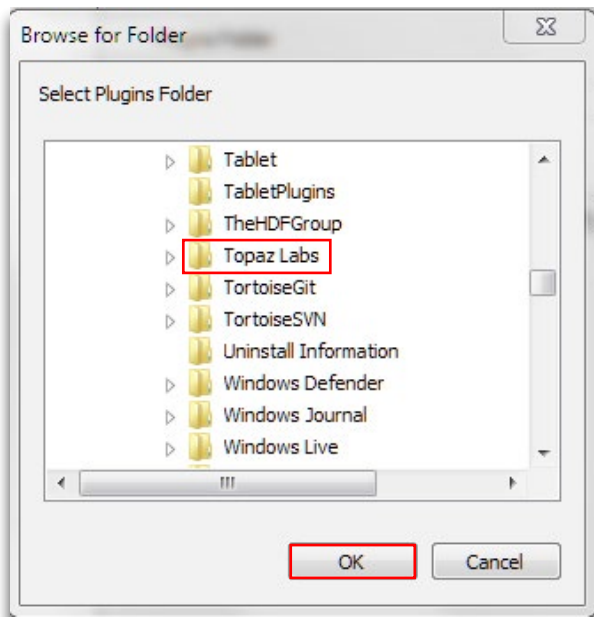 Browse for Folder
Select Plugins Folder
Tablet
TabletPlugins
TheHDFGroup
Topaz Labs
TortoiseGit
TortoiseSVN
Uninstall Information
Windows Defender
Windows Journal
Windows Live
OK
Cancel